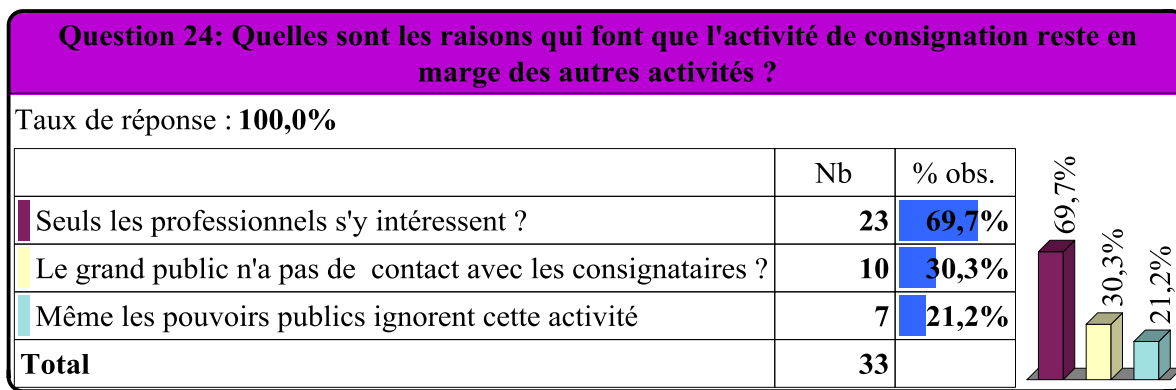 Question 24: Quelles sont les raisons qui font que l'activité de consignation reste en
marge des autres activités ?
Taux de réponse : 100,0%
Nb % obs.
Seuls les professionnels s'y intéressent ? 23 69,7%
Le grand public n'a pas de contact avec les consignataires ? 10 30,3%
Même les pouvoirs publics ignorent cette activité 7 21,2%
Total 33
69,7%
30,3%
21,2%